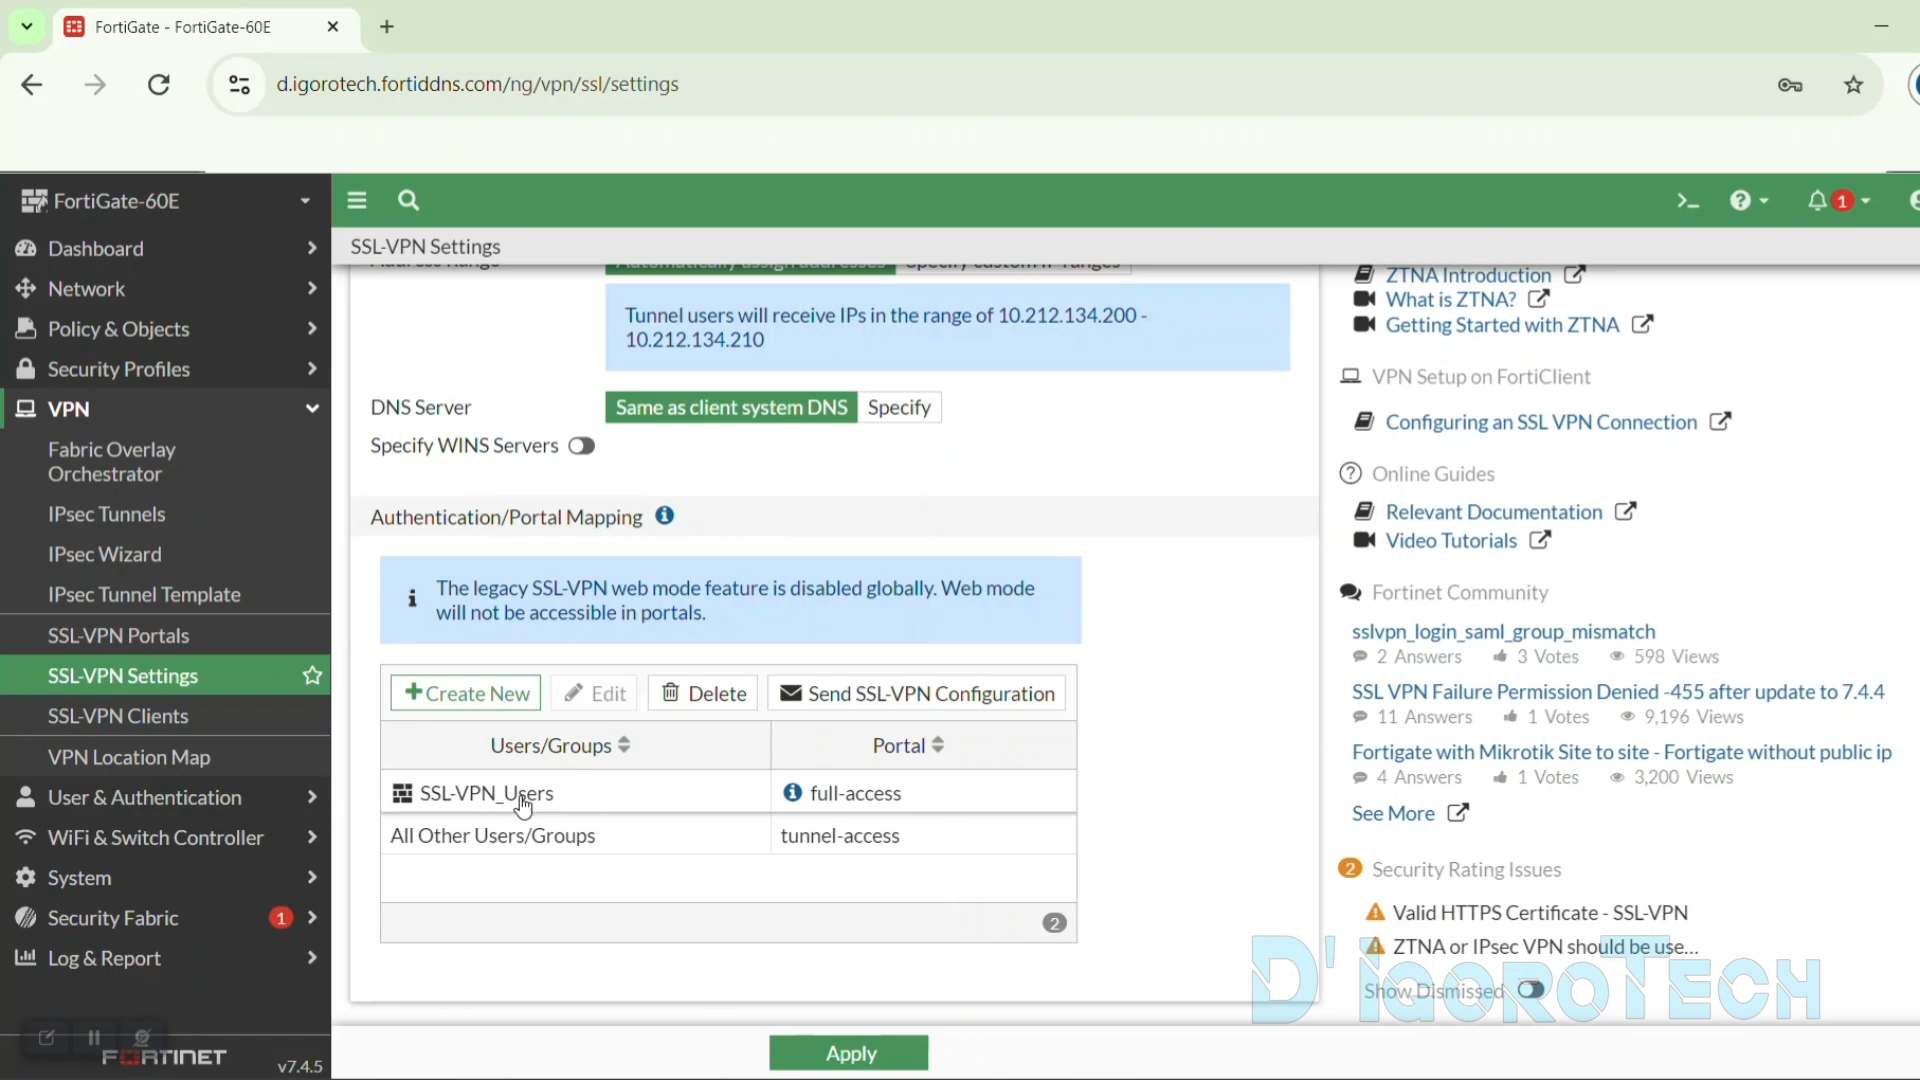 FortiGate - FortiGate-60E
d.igorotech.fortiddns.com/ng/vpn/ssl/settings
FortiGate-60E
1
Dashboard
Network
Policy & Objects
Security Profiles
VPN
Fabric Overlay
Orchestrator
IPsec Tunnels
IPsec Wizard
IPsec Tunnel Template
SSL-VPN Portals
SSL-VPN Settings
SSL-VPN Clients
VPN Location Map
User & Authentication
WiFi & Switch Controller
System
Security Fabric 1
Log & Report
FORTINET
v7.4.5
SSL-VPN Settings
Address Range Automatically assign addresses Specify custom IP ranges
Tunnel users will receive IPs in the range of 10.212.134.200 -
10.212.134.210
DNS Server Same as client system DNS Specify
Specify WINS Servers
Authentication/Portal Mapping
The legacy SSL-VPN web mode feature is disabled globally. Web mode
will not be accessible in portals.
Create New Edit Delete Send SSL-VPN Configuration
Users/Groups Portal
SSL-VPN_Users full-access
All Other Users/Groups tunnel-access
2
Apply
ZTNA Introduction
What is ZTNA?
Getting Started with ZTNA
VPN Setup on FortiClient
Configuring an SSL VPN Connection
Online Guides
Relevant Documentation
Video Tutorials
Fortinet Community
sslvpn_login_saml_group_mismatch
2 Answers 3 Votes 598 Views
SSL VPN Failure Permission Denied -455 after update to 7.4.4
11 Answers 1 Votes 9,196 Views
Fortigate with Mikrotik Site to site - Fortigate without public ip
4 Answers 1 Votes 3,200 Views
See More
2 Security Rating Issues
Valid HTTPS Certificate - SSL-VPN
ZTNA or IPsec VPN should be use...
Show Dismissed
D'IGOROTECH